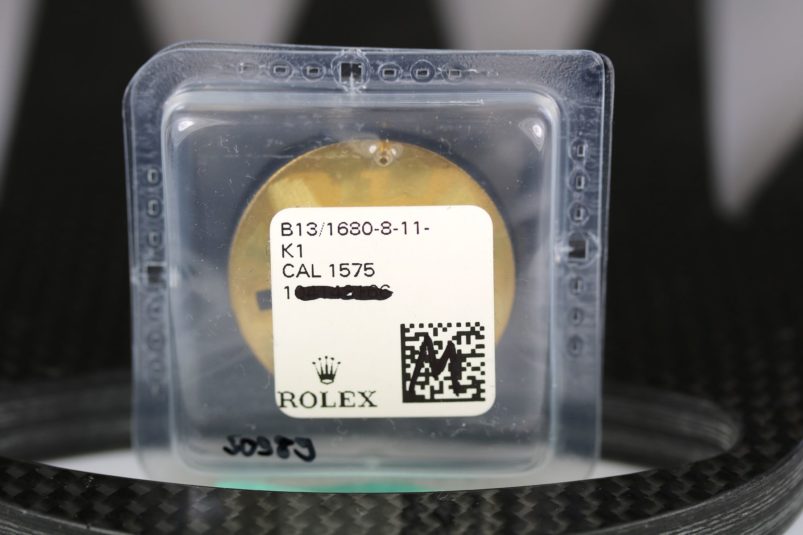 B13/1680-8-11-
K1
CAL 1575
ROLEX